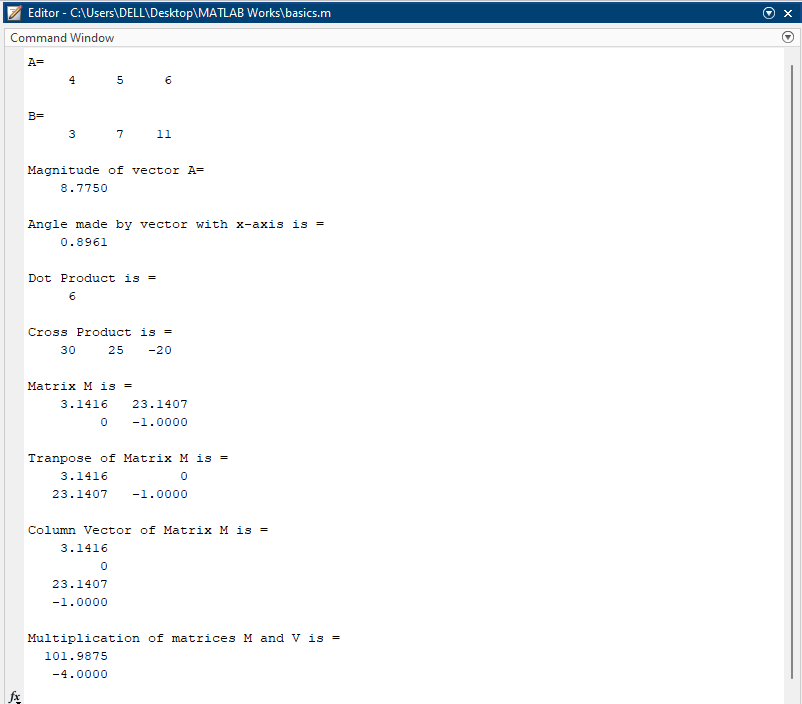 Editor - C:\Users\DELL\Desktop\MATLAB Works\basics.m
Command Window
A=
4 5 6
B=
3 7 11
Magnitude of vector A=
8.7750
Angle made by vector with x-axis is =
0.8961
Dot Product is =
6
Cross Product is =
30 25 -20
Matrix M is =
3.1416 23.1407
0 -1.0000
Tranpose of Matrix M is =
3.1416 0
23.1407 -1.0000
Column Vector of Matrix M is =
3.1416
0
23.1407
-1.0000
Multiplication of matrices M and V is =
101.9875
-4.0000
fx